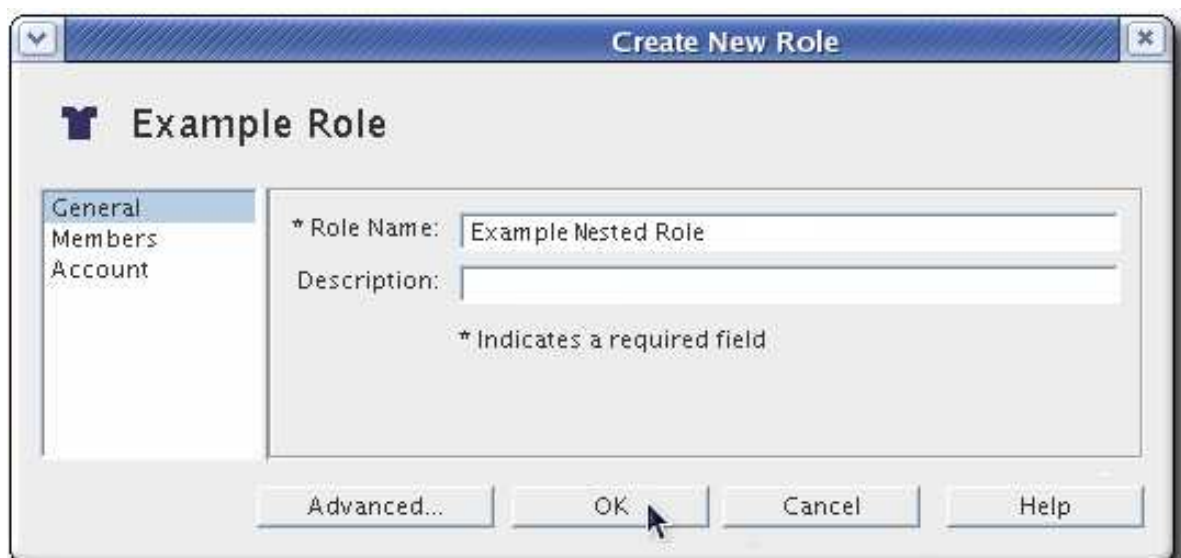 Create New Role
Example Role
General
Members
Account
* Role Name: Example Nested Role
Description:
* Indicates a required field
Advanced... OK Cancel Help